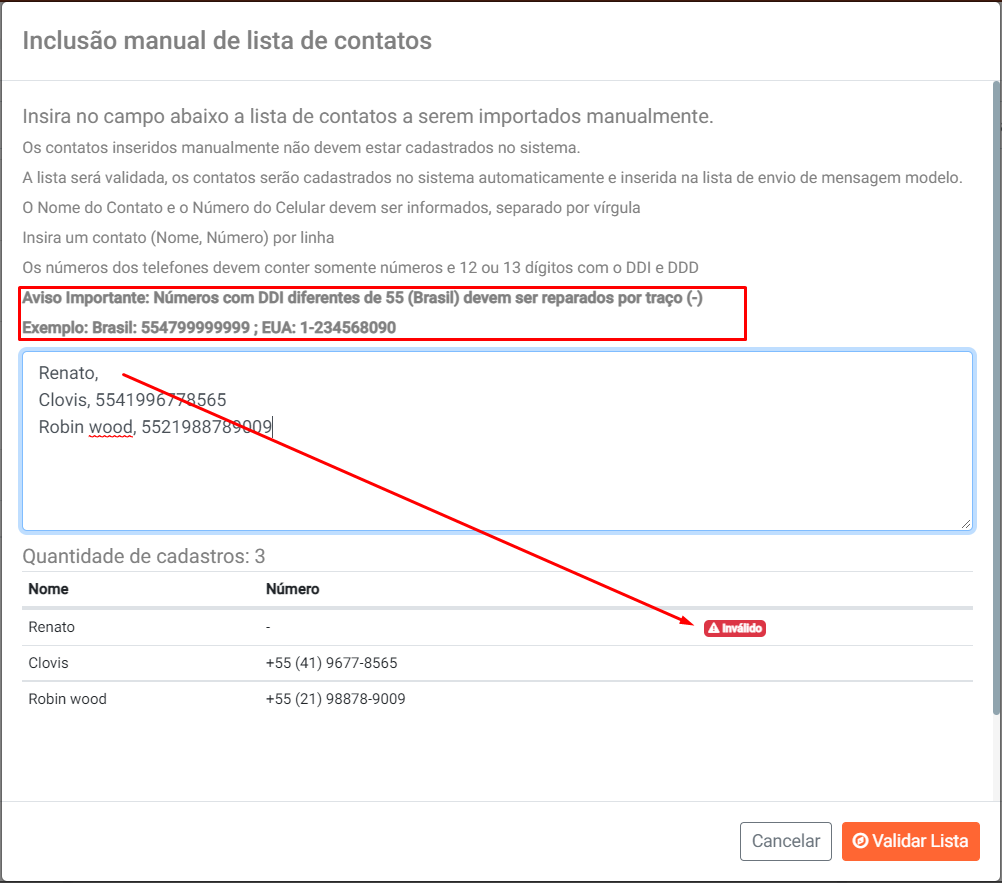 Inclusão manual de lista de contatos
Insira no campo abaixo a lista de contatos a serem importados manualmente.
Os contatos inseridos manualmente não devem estar cadastrados no sistema.
A lista será validada, os contatos serão cadastrados no sistema automaticamente e inserida na lista de envio de mensagem modelo.
O Nome do Contato e o Número do Celular devem ser informados, separado por vírgula
Insira um contato (Nome, Número) por linha
Os números dos telefones devem conter somente números e 12 ou 13 dígitos com o DDI e DDD
Aviso Importante: Números com DDI diferentes de 55 (Brasil) devem ser reparados por traço (-)
Exemplo: Brasil: 554799999999 ; EUA: 1-234568090
Renato,
Clovis, 5541996778565
Robin wood, 5521988789009
Quantidade de cadastros: 3
Nome Número
Renato - Inválido
Clovis +55 (41) 9677-8565
Robin wood +55 (21) 98878-9009
Cancelar Validar Lista